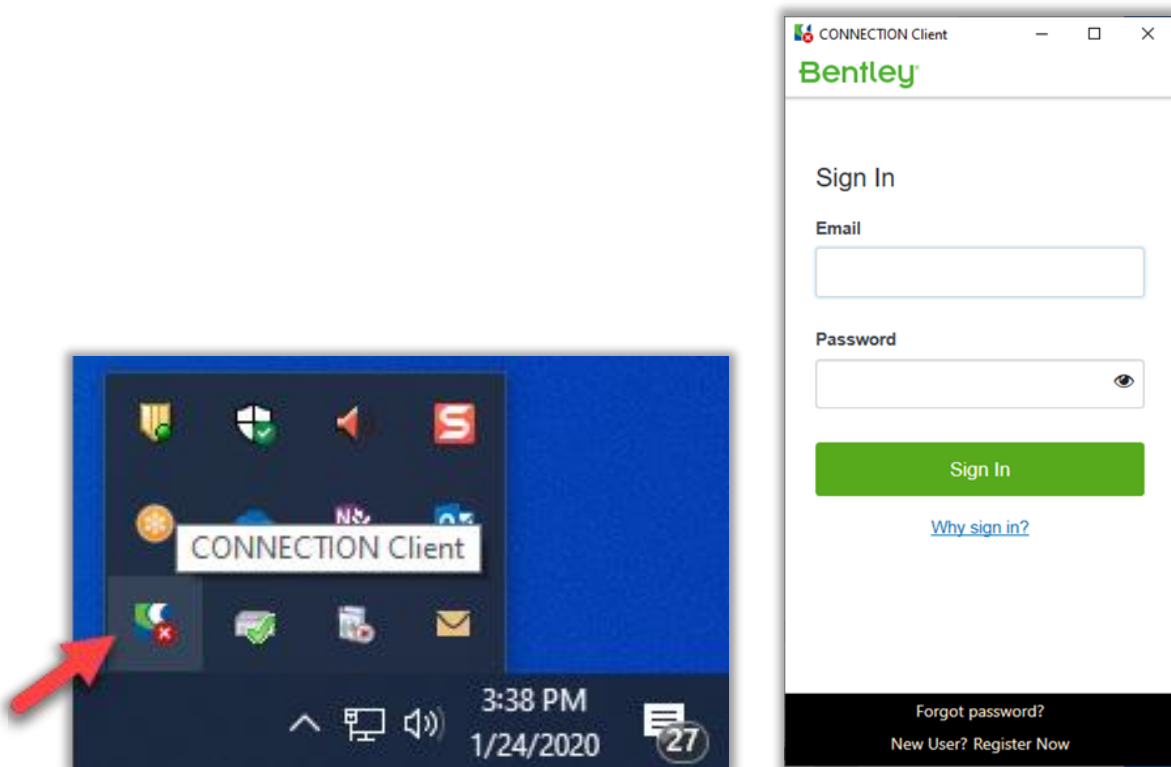 CONNECTION Client
3:38 PM
1/24/2020
27
CONNECTION Client
Bentley
Sign In
Email
Password
Sign In
Why sign in?
Forgot password?
New User? Register Now